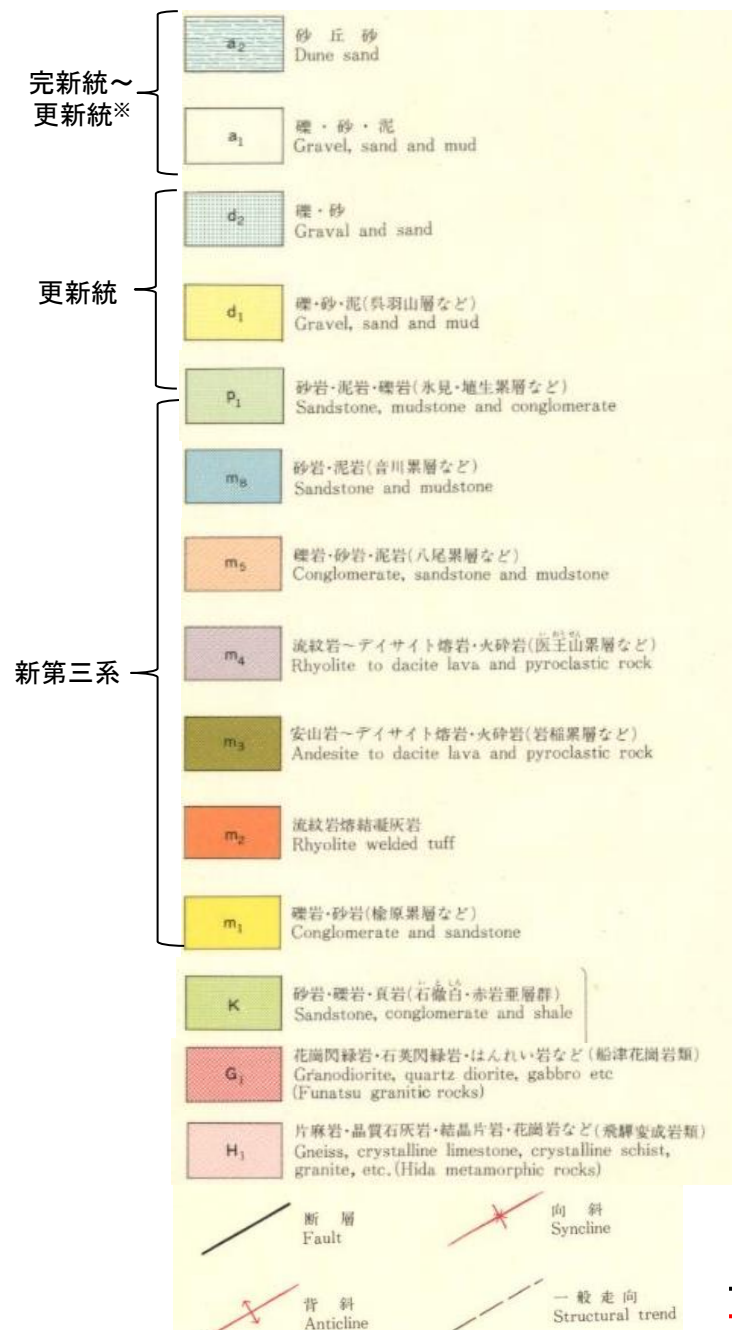 完新統～
更新統※
a2
砂丘砂
Dune sand
a1
礫・砂・泥
Gravel, sand and mud
更新統
d2
礫・砂
Graval and sand
d1
礫・砂・泥(呉羽山層など)
Gravel, sand and mud
新第三系
p1
砂岩・泥岩・礫岩(氷見・埴生累層など)
Sandstone, mudstone and conglomerate
m8
砂岩・泥岩(音川累層など)
Sandstone and mudstone
m5
礫岩・砂岩・泥岩(八尾累層など)
Conglomerate, sandstone and mudstone
m4
流紋岩～デイサイト熔岩・火砕岩(医王山累層など)
Rhyolite to dacite lava and pyroclastic rock
m3
安山岩～デイサイト熔岩・火砕岩(岩稲累層など)
Andesite to dacite lava and pyroclastic rock
m2
流紋岩熔結凝灰岩
Rhyolite welded tuff
m1
礫岩・砂岩(楡原累層など)
Conglomerate and sandstone
K
砂岩・礫岩・頁岩(石徹白・赤岩亜層群)
Sandstone, conglomerate and shale
Gj
花崗閃緑岩・石英閃緑岩・はんれい岩など(船津花崗岩類)
Granodiorite, quartz diorite, gabbro etc
(Funatsu granitic rocks)
H
片麻岩・晶質石灰岩・結晶片岩・花崗岩など(飛騨変成岩類)
Gneiss, crystalline limestone, crystalline schist,
granite, etc.(Hida metamorphic rocks)
断層
Fault
向斜
Syncline
背斜
Anticline
一般走向
Structural trend